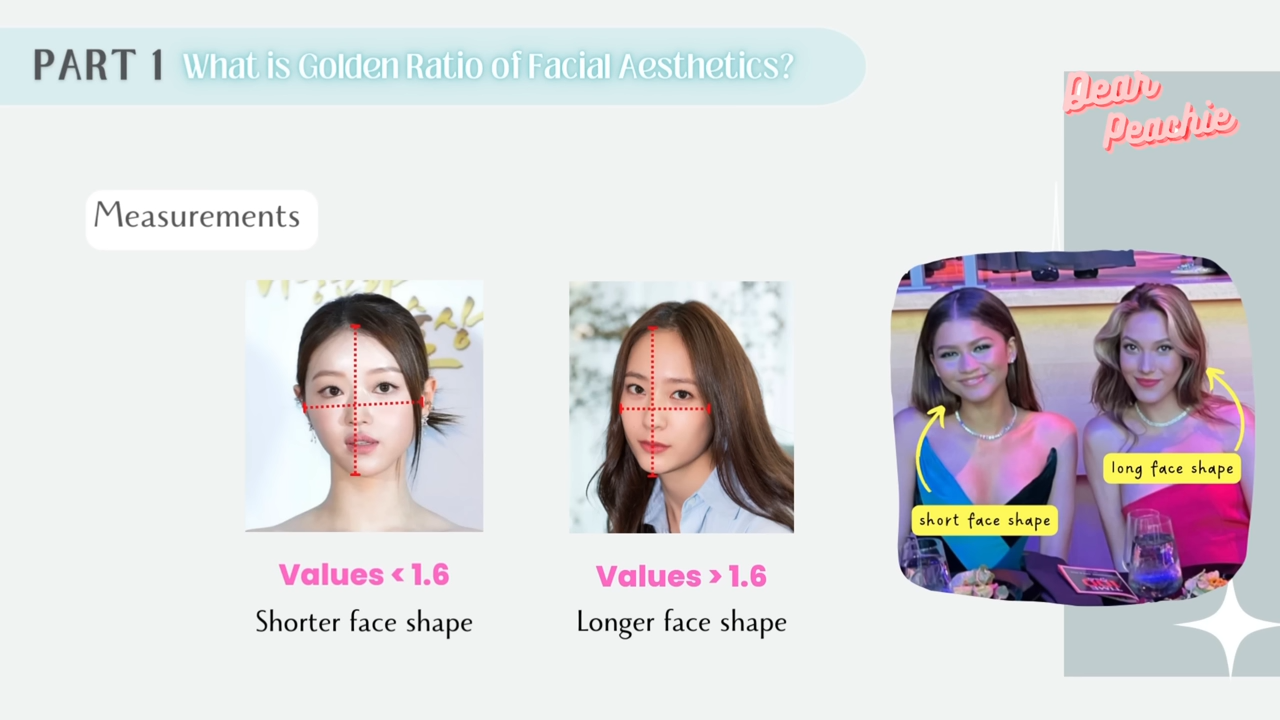 PART 1 What is Golden Ratio of Facial Aesthetics?
Dear
Peachie
Measurements
long face shape
short face shape
Values < 1.6
Values > 1.6
Shorter face shape
Longer face shape